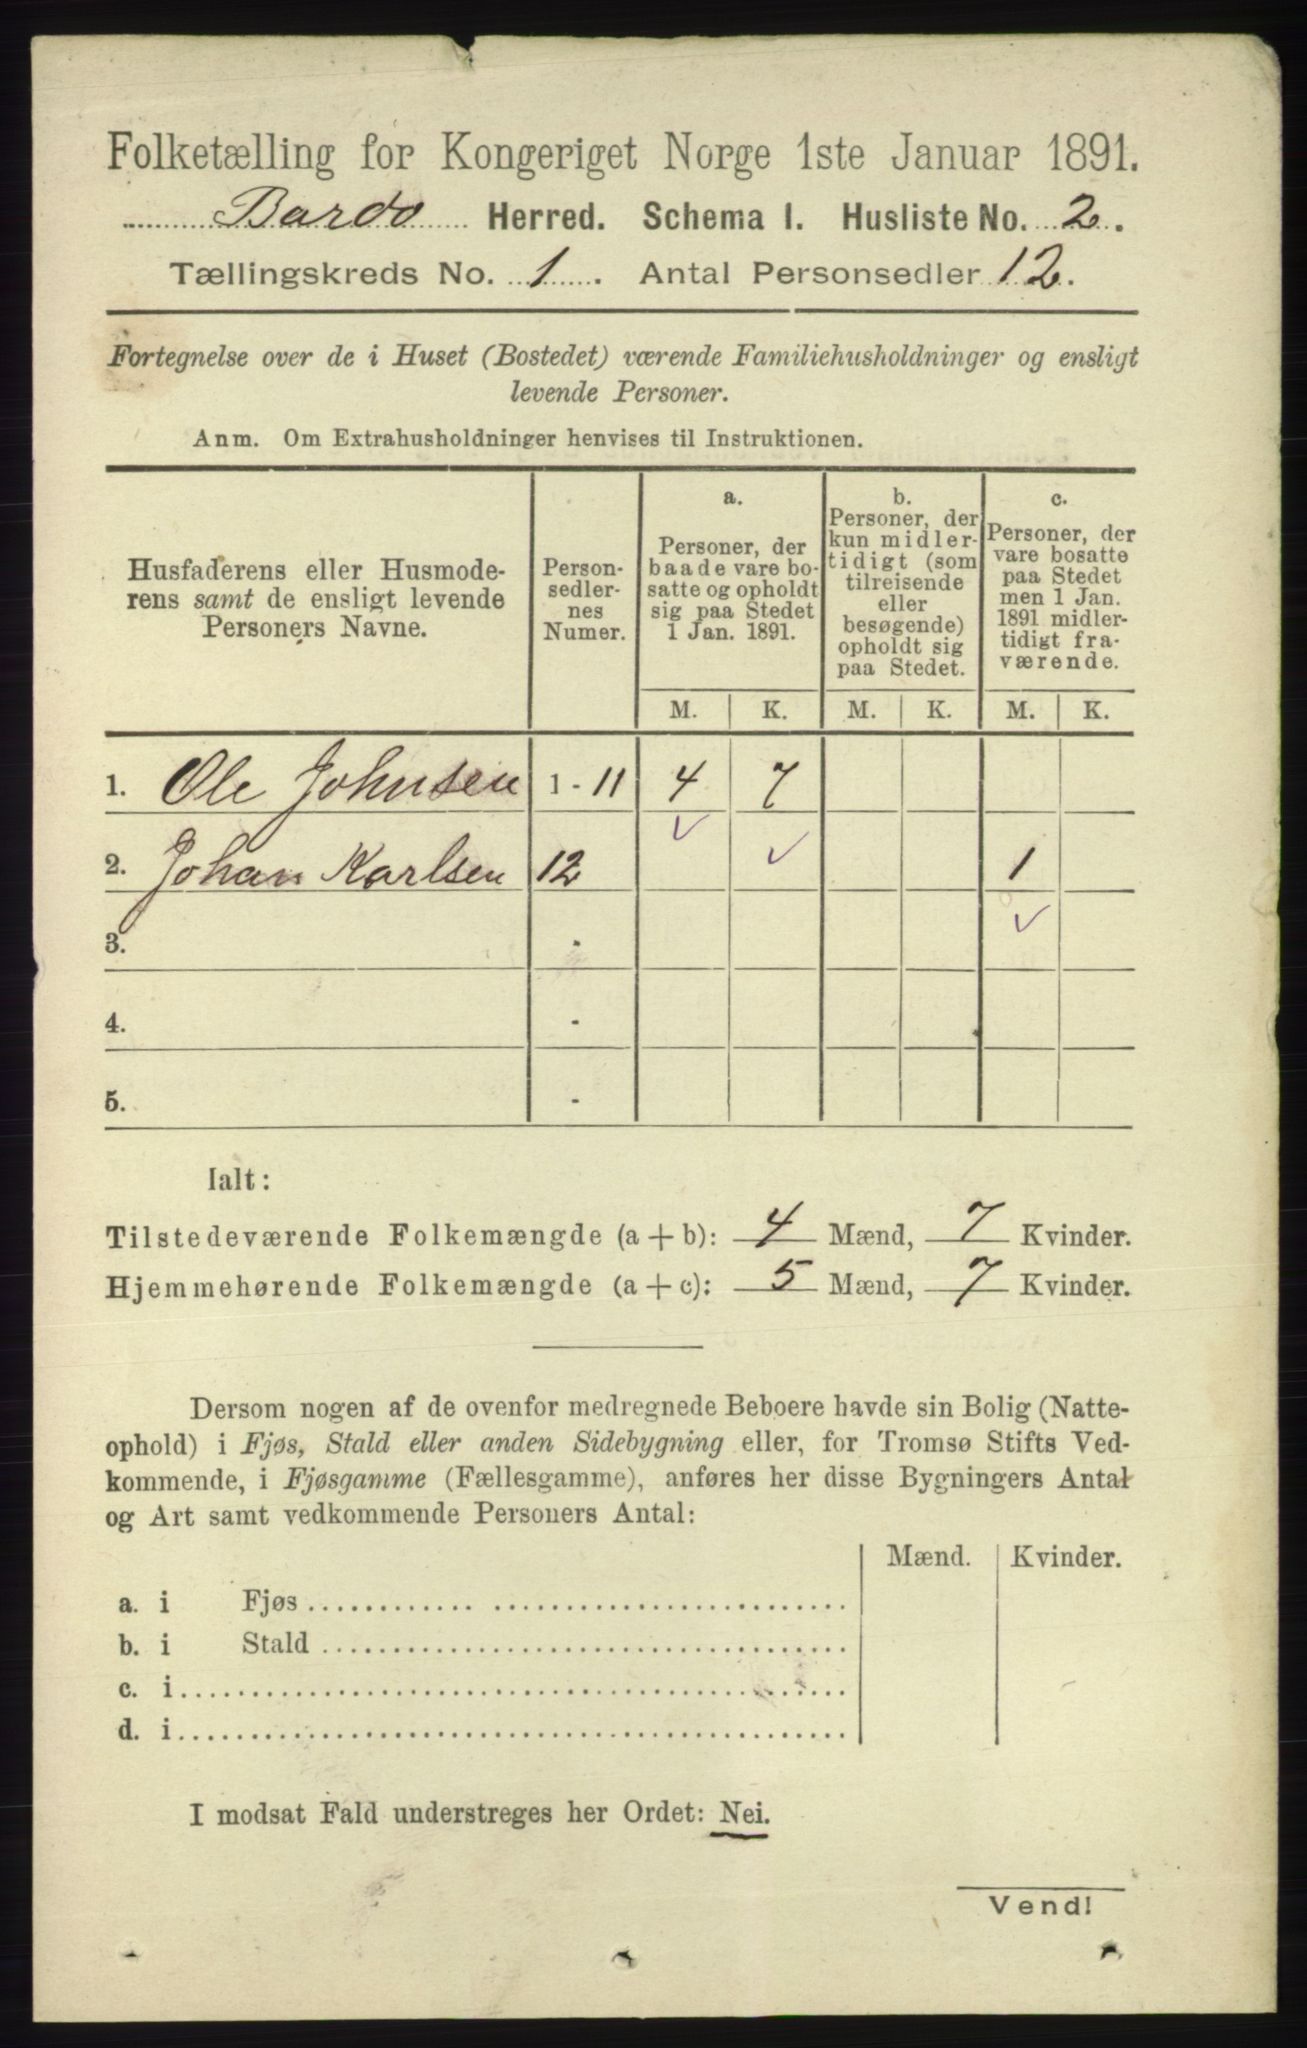 Folketælling for Kongeriget Norge 1ste Januar 1891.
Bardo Herred. Schema I. Husliste No. 2.
Tællingskreds No. 1. Antal Personsedler 12.
Fortegnelse over de i Huset (Bostedet) værende Familiehusholdninger og ensligt
levende Personer.
Anm. Om Extrahusholdninger henvises til Instruktionen.
Husfaderens eller Husmode-
rens samt de ensligt levende
Personers Navne.
Person-
sedler-
nes
Numer.
a.
Personer, der
baade vare bo-
satte og opholdt
sig paa Stedet
1 Jan. 1891.
b.
Personer, der
kun midler-
tidigt (som
tilreisende
eller
besøgende)
opholdt sig
paa Stedet.
c.
Personer, der
vare bosatte
paa Stedet
men 1 Jan.
1891 midler-
tidigt fra-
værende.
M. K. M. K. M. K.
1. Ole Johnsen 1 - 11 4 7
2. Johan Karlsen 12 1
3. -
4. -
5. -
Ialt:
Tilstedeværende Folkemængde (a + b): 4 Mænd, 7 Kvinder.
Hjemmehørende Folkemængde (a + c): 5 Mænd, 7 Kvinder.
Dersom nogen af de ovenfor medregnede Beboere havde sin Bolig (Natte-
ophold) i Fjøs, Stald eller anden Sidebygning eller, for Tromsø Stifts Ved-
kommende, i Fjøsgamme (Fællesgamme), anføres her disse Bygningers Antal
og Art samt vedkommende Personers Antal:
Mænd. Kvinder.
a. i Fjøs
b. i Stald
c. i
d. i
I modsat Fald understreges her Ordet: Nei.
Vend!